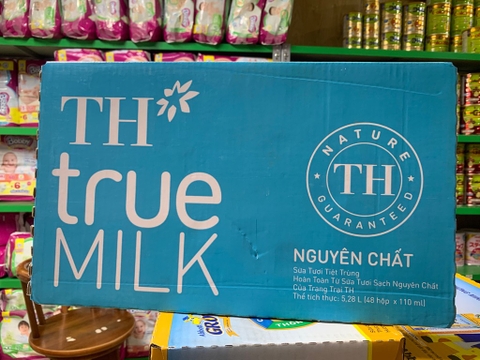 TH
true
MILK
NATURE
TH
GUARANTEED
NGUYÊN CHẤT
Sữa Tươi Tiệt Trùng
Hoàn Toàn Từ Sữa Tươi Sạch Nguyên Chất
Của Trang Trại TH
Thể tích thực: 5,28 L (48 hộp x 110 ml)